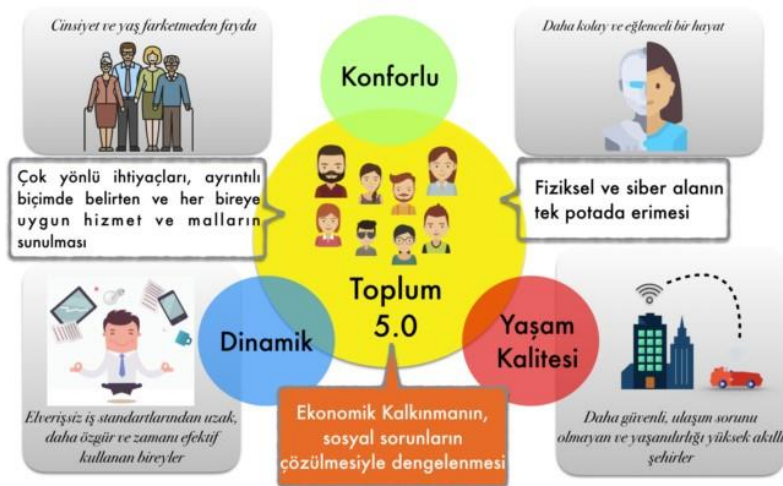 Cinsiyet ve yaş farketmeden fayda
Konforlu
Daha kolay ve eğlenceli bir hayat
Çok yönlü ihtiyaçları, ayrıntılı
biçimde belirten ve her bireye
uygun hizmet ve malların
sunulması
Fiziksel ve siber alanın
tek potada erimesi
Toplum
5.0
Dinamik
Yaşam
Kalitesi
Elverişsiz iş standartlarından uzak,
daha özgür ve zamanı efektif
kullanan bireyler
Ekonomik Kalkınmanın,
sosyal sorunların
çözülmesiyle dengelenmesi
Daha güvenli, ulaşım sorunu
olmayan ve yaşanılırlığı yüksek akıllı
şehirler